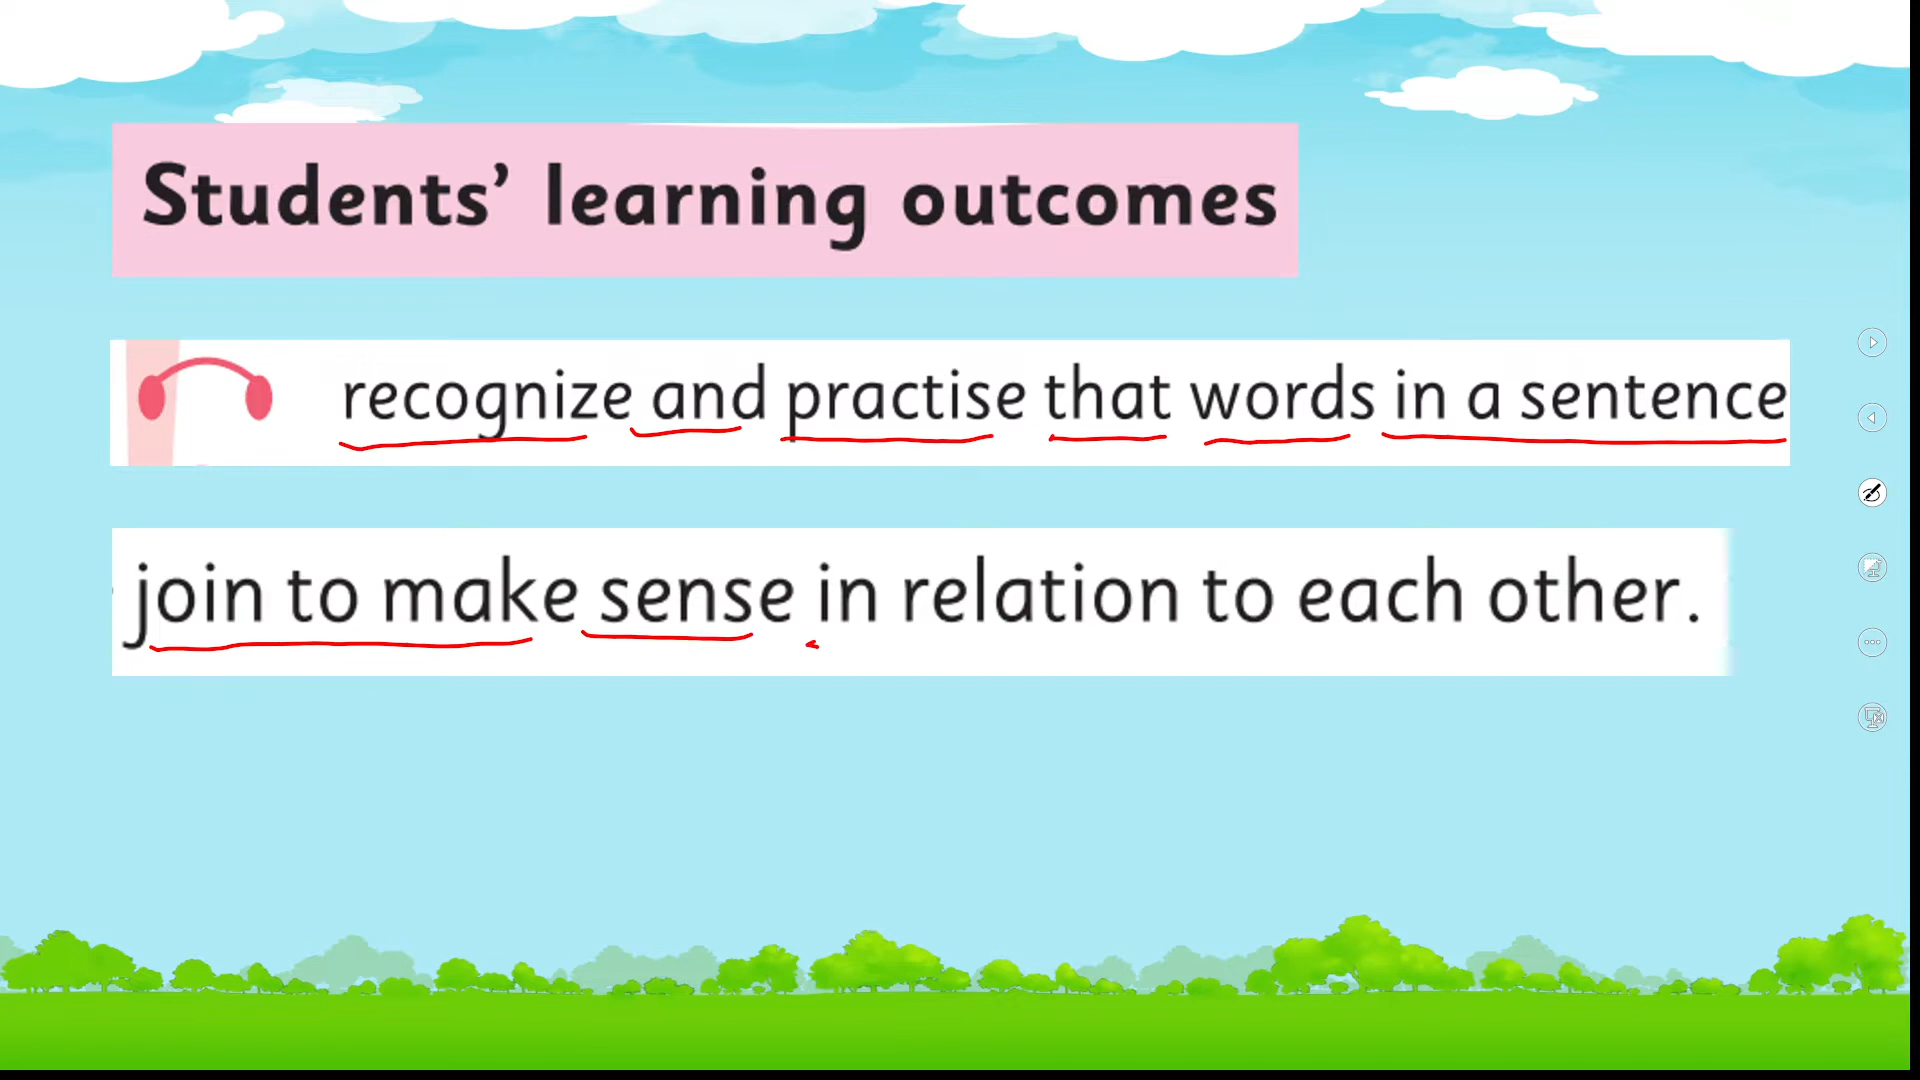 Students’ learning outcomes
recognize and practise that words in a sentence
join to make sense in relation to each other.